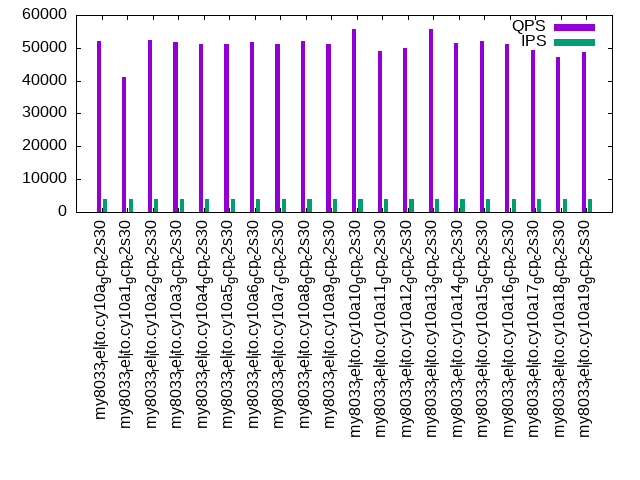 60000
50000
40000
30000
20000
10000
0
QPS
IPS
my8033_rel_lto.cy10a_gcp_c2s30
my8033_rel_lto.cy10a1_gcp_c2s30
my8033_rel_lto.cy10a2_gcp_c2s30
my8033_rel_lto.cy10a3_gcp_c2s30
my8033_rel_lto.cy10a4_gcp_c2s30
my8033_rel_lto.cy10a5_gcp_c2s30
my8033_rel_lto.cy10a6_gcp_c2s30
my8033_rel_lto.cy10a7_gcp_c2s30
my8033_rel_lto.cy10a8_gcp_c2s30
my8033_rel_lto.cy10a9_gcp_c2s30
my8033_rel_lto.cy10a10_gcp_c2s30
my8033_rel_lto.cy10a11_gcp_c2s30
my8033_rel_lto.cy10a12_gcp_c2s30
my8033_rel_lto.cy10a13_gcp_c2s30
my8033_rel_lto.cy10a14_gcp_c2s30
my8033_rel_lto.cy10a15_gcp_c2s30
my8033_rel_lto.cy10a16_gcp_c2s30
my8033_rel_lto.cy10a17_gcp_c2s30
my8033_rel_lto.cy10a18_gcp_c2s30
my8033_rel_lto.cy10a19_gcp_c2s30